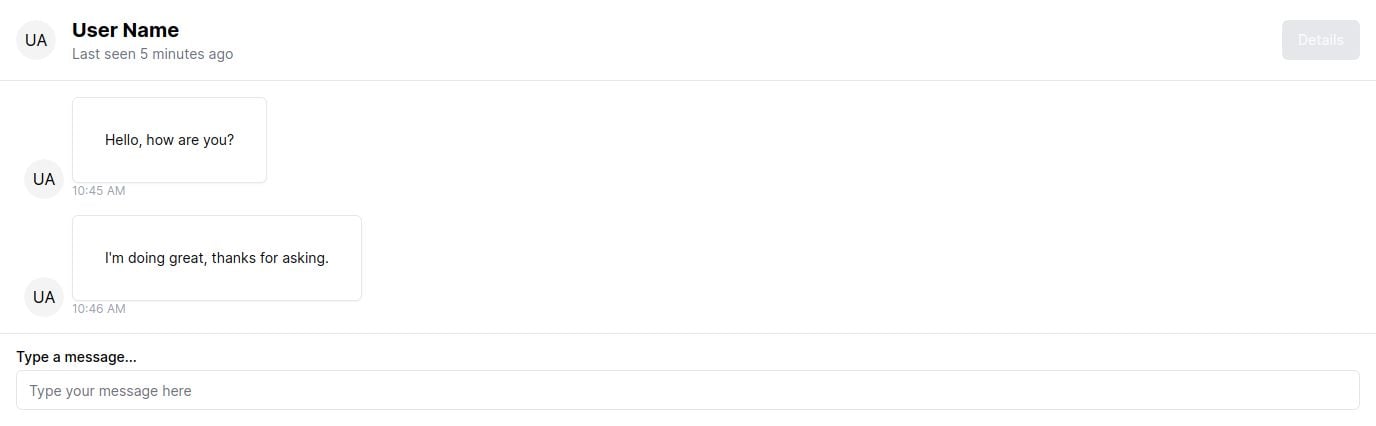 UA
User Name
Last seen 5 minutes ago
Details
Hello, how are you?
UA
10:45 AM
I'm doing great, thanks for asking.
UA
10:46 AM
Type a message...
Type your message here